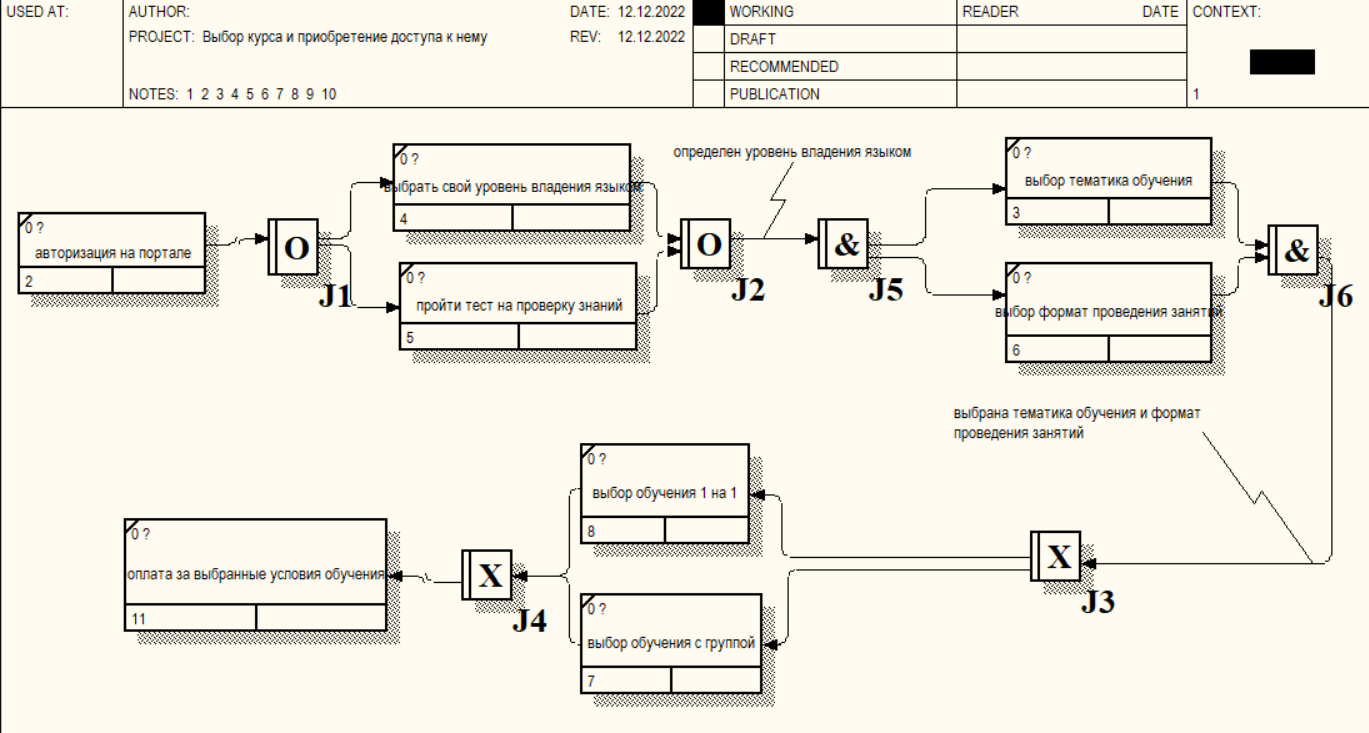 USED AT:
AUTHOR:
DATE: 12.12.2022
WORKING
READER
DATE
CONTEXT:
PROJECT: Выбор курса и приобретение доступа к нему
REV: 12.12.2022
DRAFT
RECOMMENDED
NOTES: 1 2 3 4 5 6 7 8 9 10
PUBLICATION
1
0 ?
авторизация на портале
2
O
J1
0 ?
выбрать свой уровень владения языком
4
0 ?
пройти тест на проверку знаний
5
O
J2
определен уровень владения языком
&
J5
0 ?
выбор тематика обучения
3
0 ?
выбор формат проведения занятий
6
&
J6
выбрана тематика обучения и формат
проведения занятий
X
J3
0 ?
выбор обучения 1 на 1
8
0 ?
выбор обучения с группой
7
X
J4
0 ?
оплата за выбранные условия обучения
11